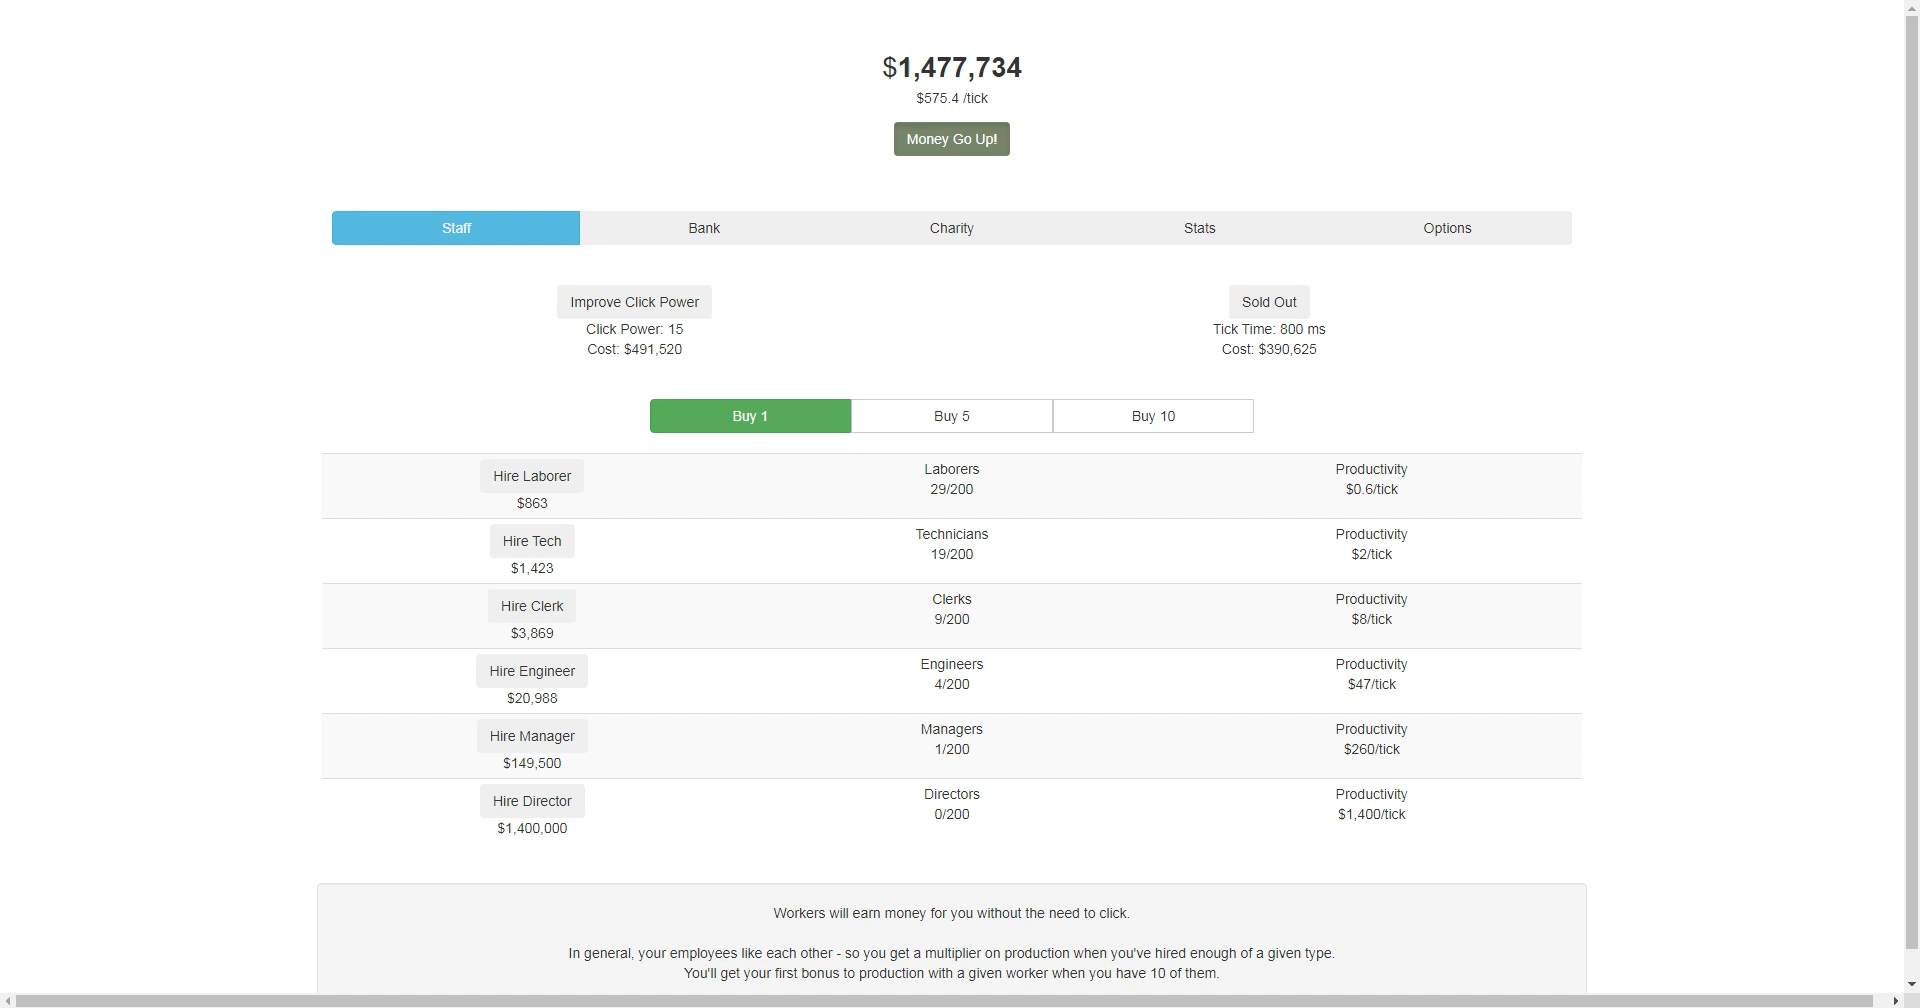 $1,477,734
$575.4 /tick
Money Go Up!
Staff Bank Charity Stats Options
Improve Click Power Sold Out
Click Power: 15 Tick Time: 800 ms
Cost: $491,520 Cost: $390,625
Buy 1 Buy 5 Buy 10
Hire Laborer Laborers Productivity
$863 29/200 $0.6/tick
Hire Tech Technicians Productivity
$1,423 19/200 $2/tick
Hire Clerk Clerks Productivity
$3,869 9/200 $8/tick
Hire Engineer Engineers Productivity
$20,988 4/200 $47/tick
Hire Manager Managers Productivity
$149,500 1/200 $260/tick
Hire Director Directors Productivity
$1,400,000 0/200 $1,400/tick
Workers will earn money for you without the need to click.
In general, your employees like each other - so you get a multiplier on production when you've hired enough of a given type.
You'll get your first bonus to production with a given worker when you have 10 of them.